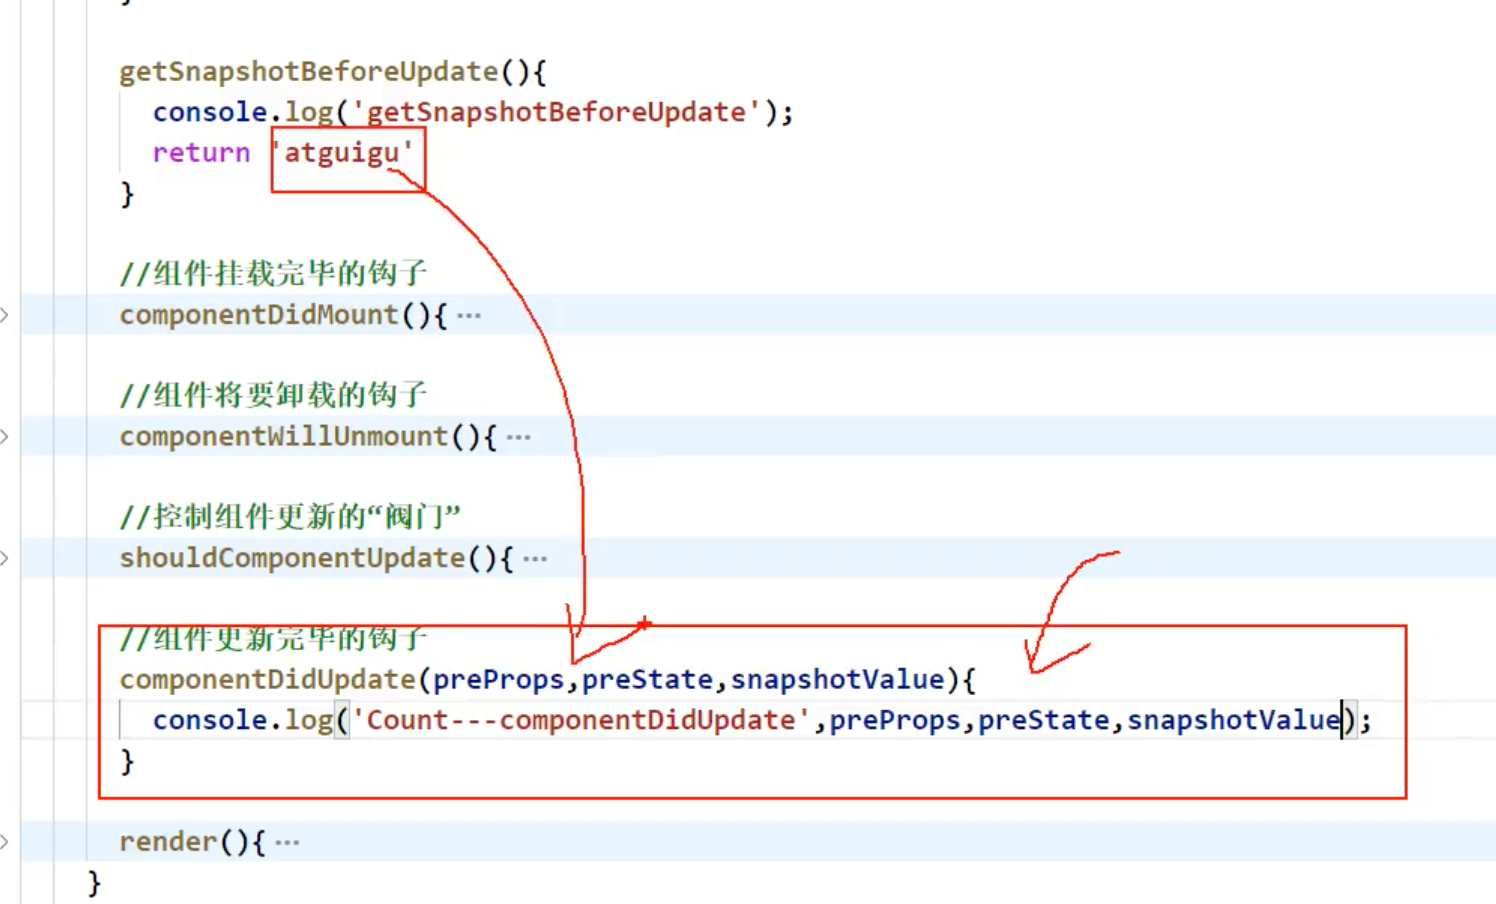 }
getSnapshotBeforeUpdate(){
console.log('getSnapshotBeforeUpdate');
return 'atguigu'
}
//组件挂载完毕的钩子
componentDidMount(){ ···
//组件将要卸载的钩子
componentWillUnmount(){ ···
//控制组件更新的“阀门”
shouldComponentUpdate(){ ···
//组件更新完毕的钩子
componentDidUpdate(preProps,preState,snapshotValue){
console.log('Count---componentDidUpdate',preProps,preState,snapshotValue);
}
render(){ ···
}